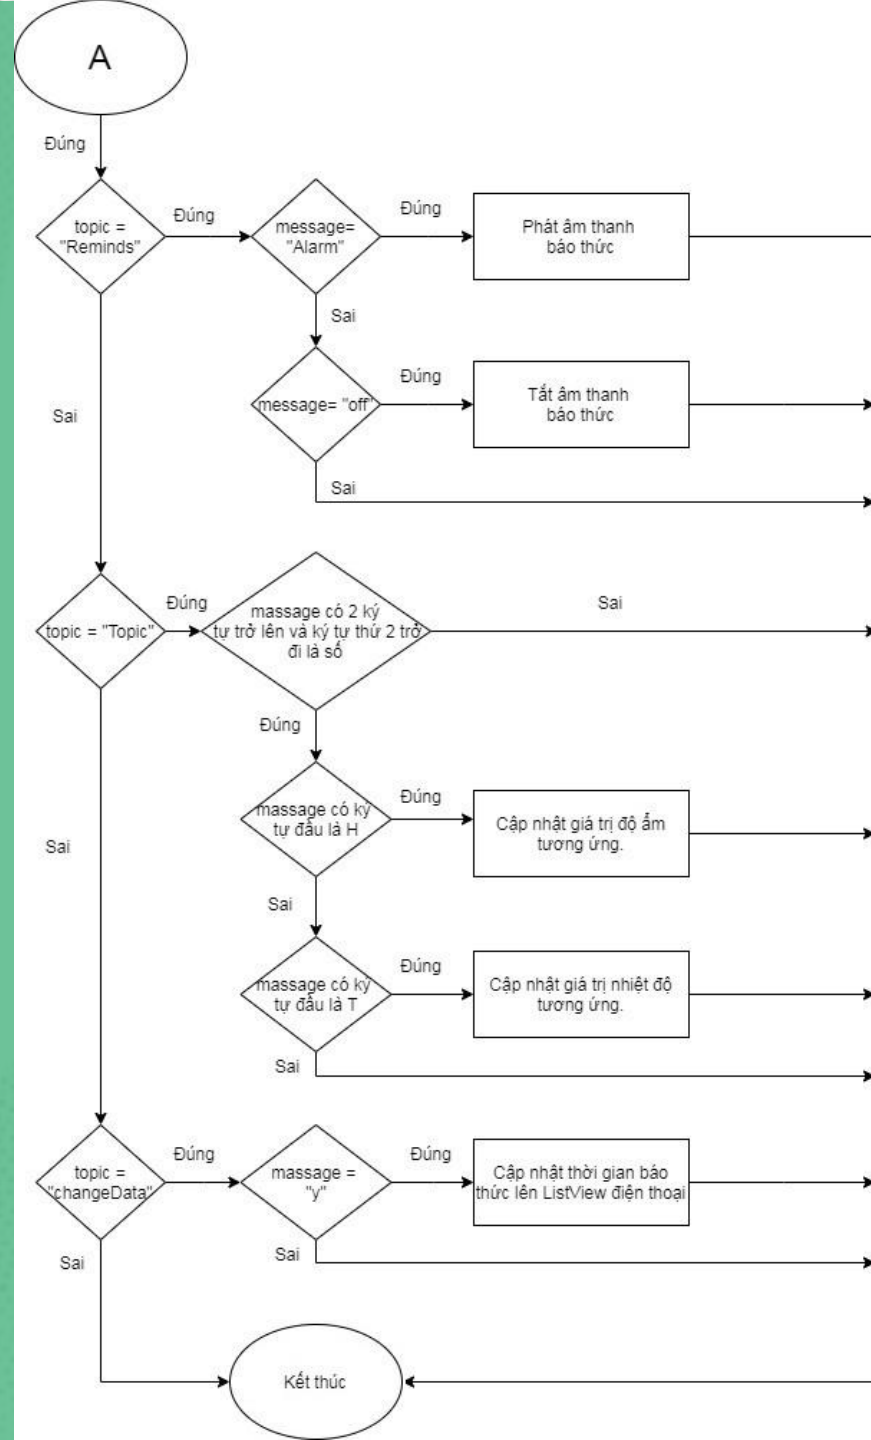 A
Đúng
topic =
"Reminds"
Đúng
message=
"Alarm"
Đúng
Phát âm thanh
báo thức
Sai
Sai
message= "off"
Đúng
Tắt âm thanh
báo thức
Sai
topic = "Topic"
Đúng
massage có 2 ký
tự trở lên và ký tự thứ 2 trở
đi là số
Sai
Đúng
massage có ký
tự đầu là H
Đúng
Cập nhật giá trị độ ẩm
tương ứng.
Sai
Sai
massage có ký
tự đầu là T
Đúng
Cập nhật giá trị nhiệt độ
tương ứng.
Sai
topic =
"changeData"
Đúng
massage =
"y"
Đúng
Cập nhật thời gian báo
thức lên ListView điện thoại
Sai
Sai
Kết thúc